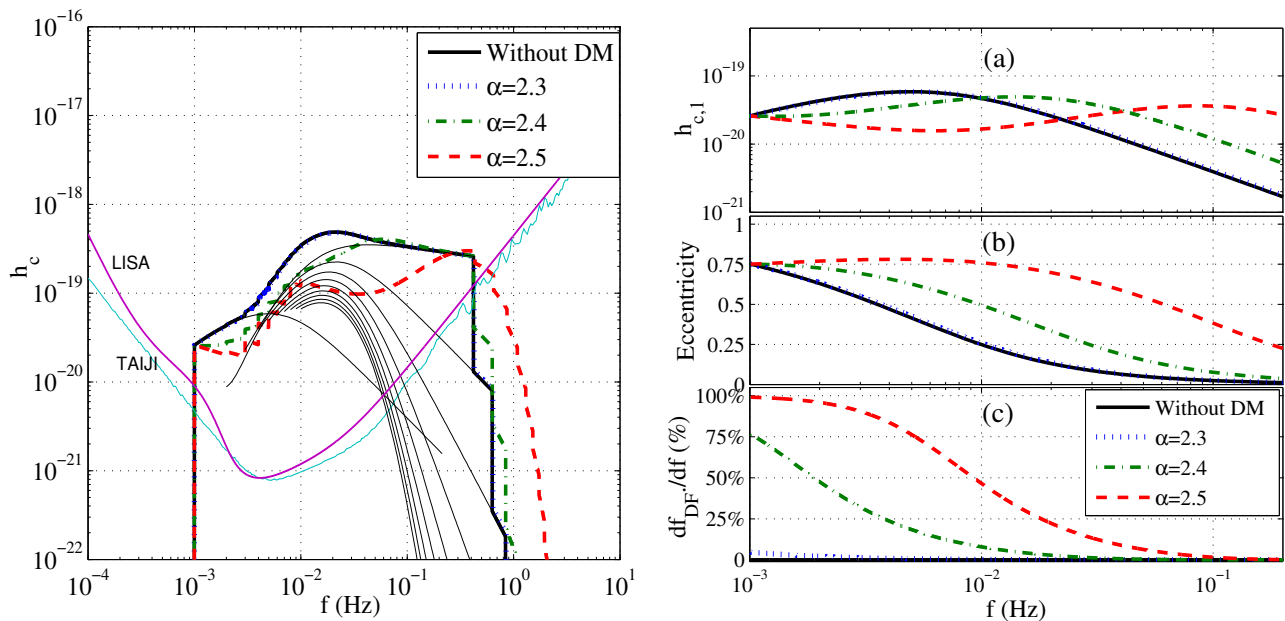 10^{-16}
10^{-17}
10^{-18}
10^{-19}
10^{-20}
10^{-21}
10^{-22}
h_c
Without DM
α=2.3
α=2.4
α=2.5
LISA
TAIJI
10^{-4} 10^{-3} 10^{-2} 10^{-1} 10^0 10^1
f (Hz)
(a)
10^{-19}
10^{-20}
10^{-21}
h_{c,1}
(b)
1
0.75
0.5
0.25
0
Eccentricity
(c)
100%
75%
50%
25%
0
df_{DF}./df (%)
Without DM
α=2.3
α=2.4
α=2.5
10^{-3} 10^{-2} 10^{-1}
f (Hz)